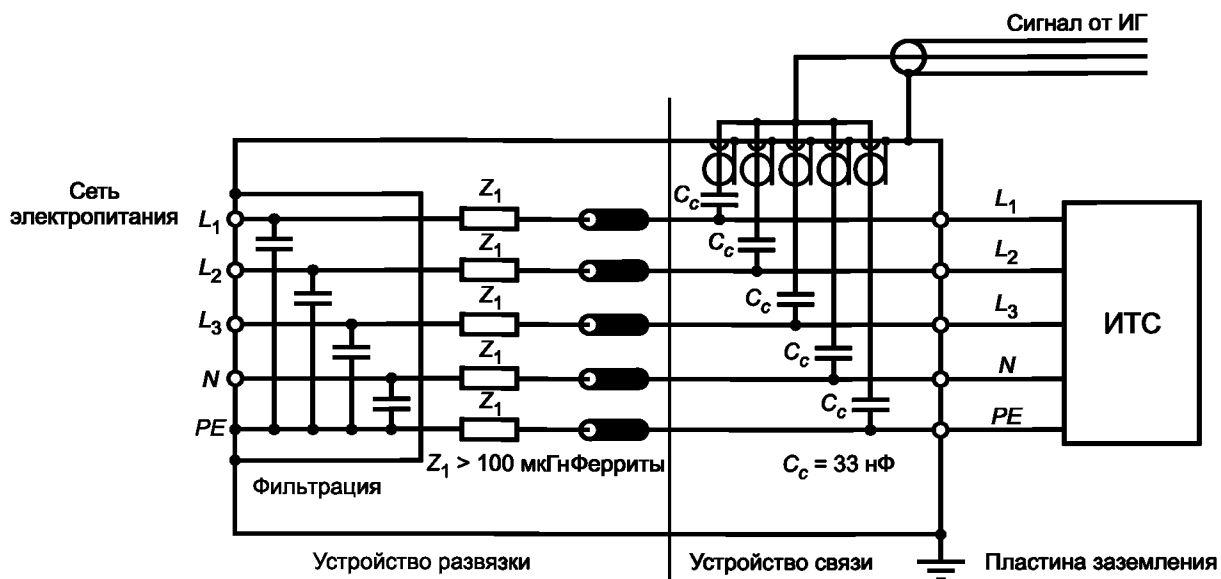 Сигнал от ИГ
Сеть
электропитания
L1
L2
L3
N
PE
Z1
Z1
Z1
Z1
Z1
Cc
Cc
Cc
Cc
Cc
L1
L2
L3
N
PE
ИТС
Z1 > 100 мкГн
Ферриты
Cc = 33 нФ
Фильтрация
Устройство развязки
Устройство связи
Пластина заземления